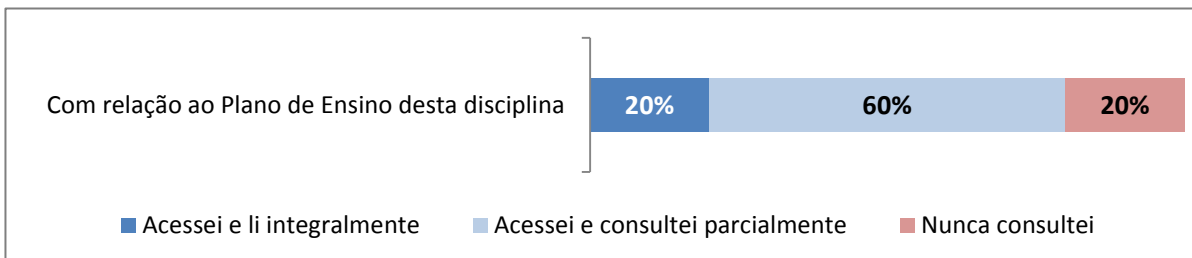 Com relação ao Plano de Ensino desta disciplina
20% 60% 20%
Acessei e li integralmente Acessei e consultei parcialmente Nunca consultei